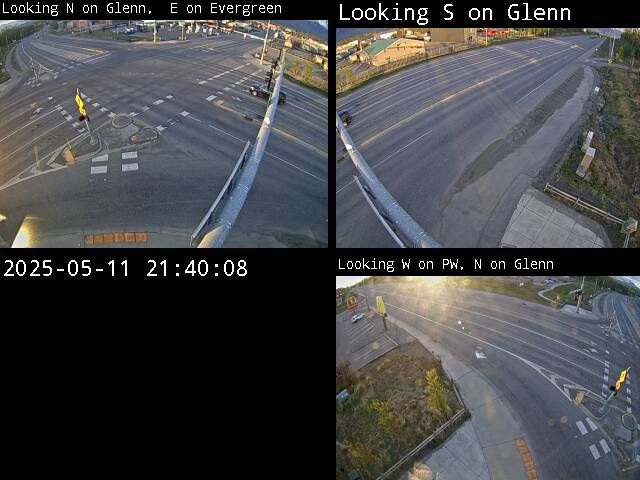 Looking N on Glenn, E on Evergreen
Looking S on Glenn
2025-05-11 21:40:08
Looking W on PW, N on Glenn